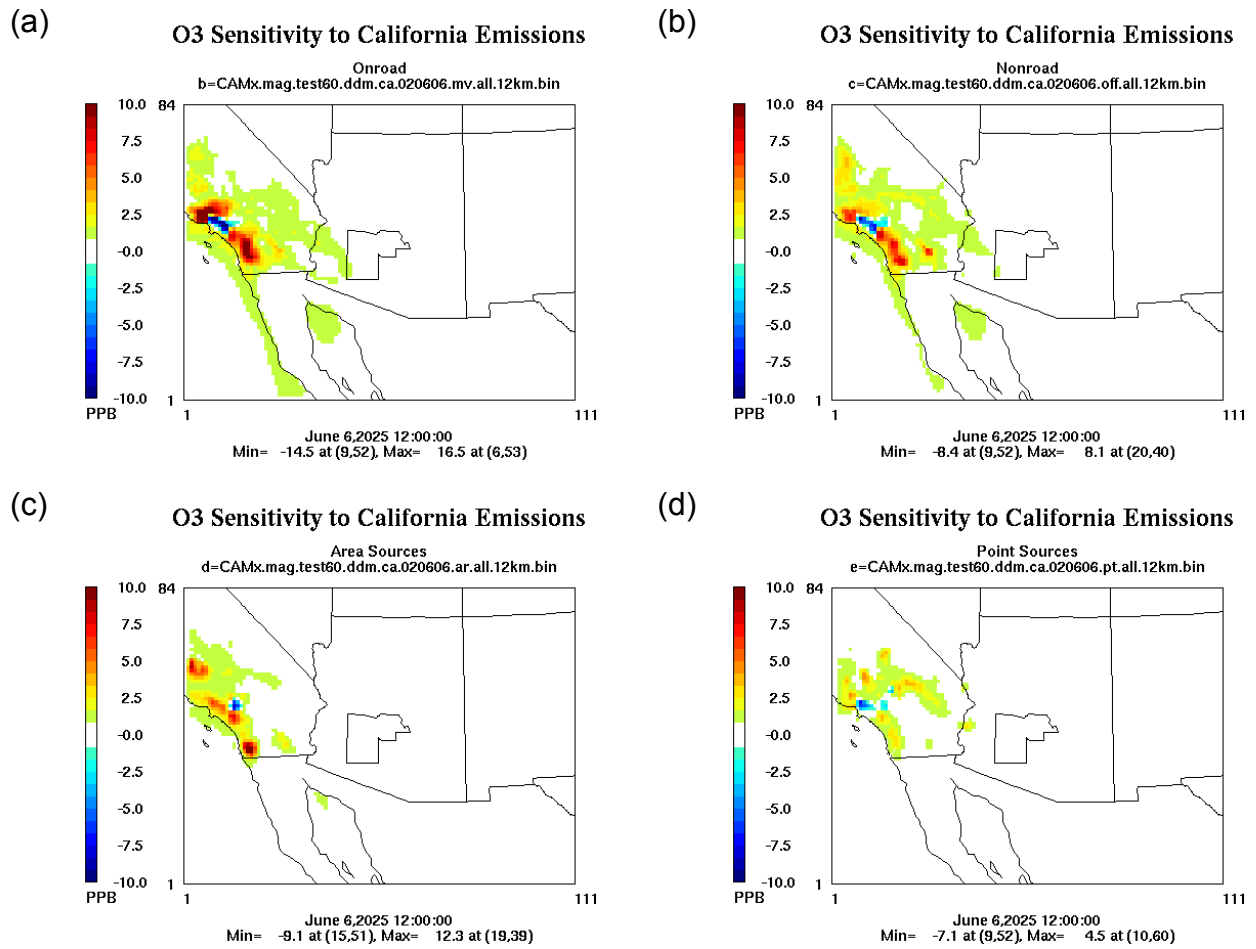 (a)
O3 Sensitivity to California Emissions
Onroad
b=CAMx.mag.test60.ddm.ca.020606.mv.all.12km.bin
10.0
7.5
5.0
2.5
-0.0
-2.5
-5.0
-7.5
-10.0
PPB
84
1
1
111
June 6,2025 12:00:00
Min= -14.5 at (9,52), Max= 16.5 at (6,53)
(b)
O3 Sensitivity to California Emissions
Nonroad
c=CAMx.mag.test60.ddm.ca.020606.off.all.12km.bin
10.0
7.5
5.0
2.5
-0.0
-2.5
-5.0
-7.5
-10.0
PPB
84
1
1
111
June 6,2025 12:00:00
Min= -8.4 at (9,52), Max= 8.1 at (20,40)
(c)
O3 Sensitivity to California Emissions
Area Sources
d=CAMx.mag.test60.ddm.ca.020606.ar.all.12km.bin
10.0
7.5
5.0
2.5
-0.0
-2.5
-5.0
-7.5
-10.0
PPB
84
1
1
111
June 6,2025 12:00:00
Min= -9.1 at (15,51), Max= 12.3 at (19,39)
(d)
O3 Sensitivity to California Emissions
Point Sources
e=CAMx.mag.test60.ddm.ca.020606.pt.all.12km.bin
10.0
7.5
5.0
2.5
-0.0
-2.5
-5.0
-7.5
-10.0
PPB
84
1
1
111
June 6,2025 12:00:00
Min= -7.1 at (9,52), Max= 4.5 at (10,60)